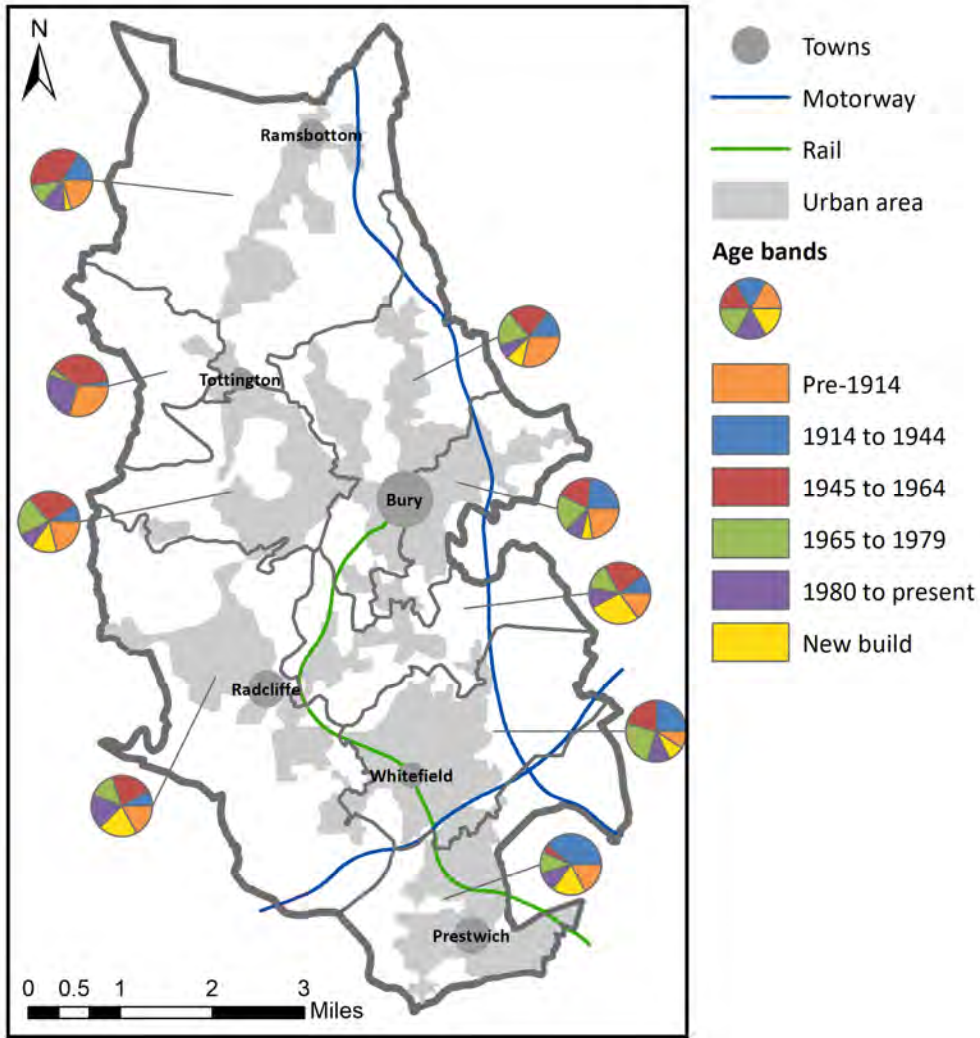 N
Ramsbottom
Tottington
Bury
Radcliffe
Whitefield
Prestwich
0 0.5 1 2 3
Miles
Towns
Motorway
Rail
Urban area
Age bands
Pre-1914
1914 to 1944
1945 to 1964
1965 to 1979
1980 to present
New build